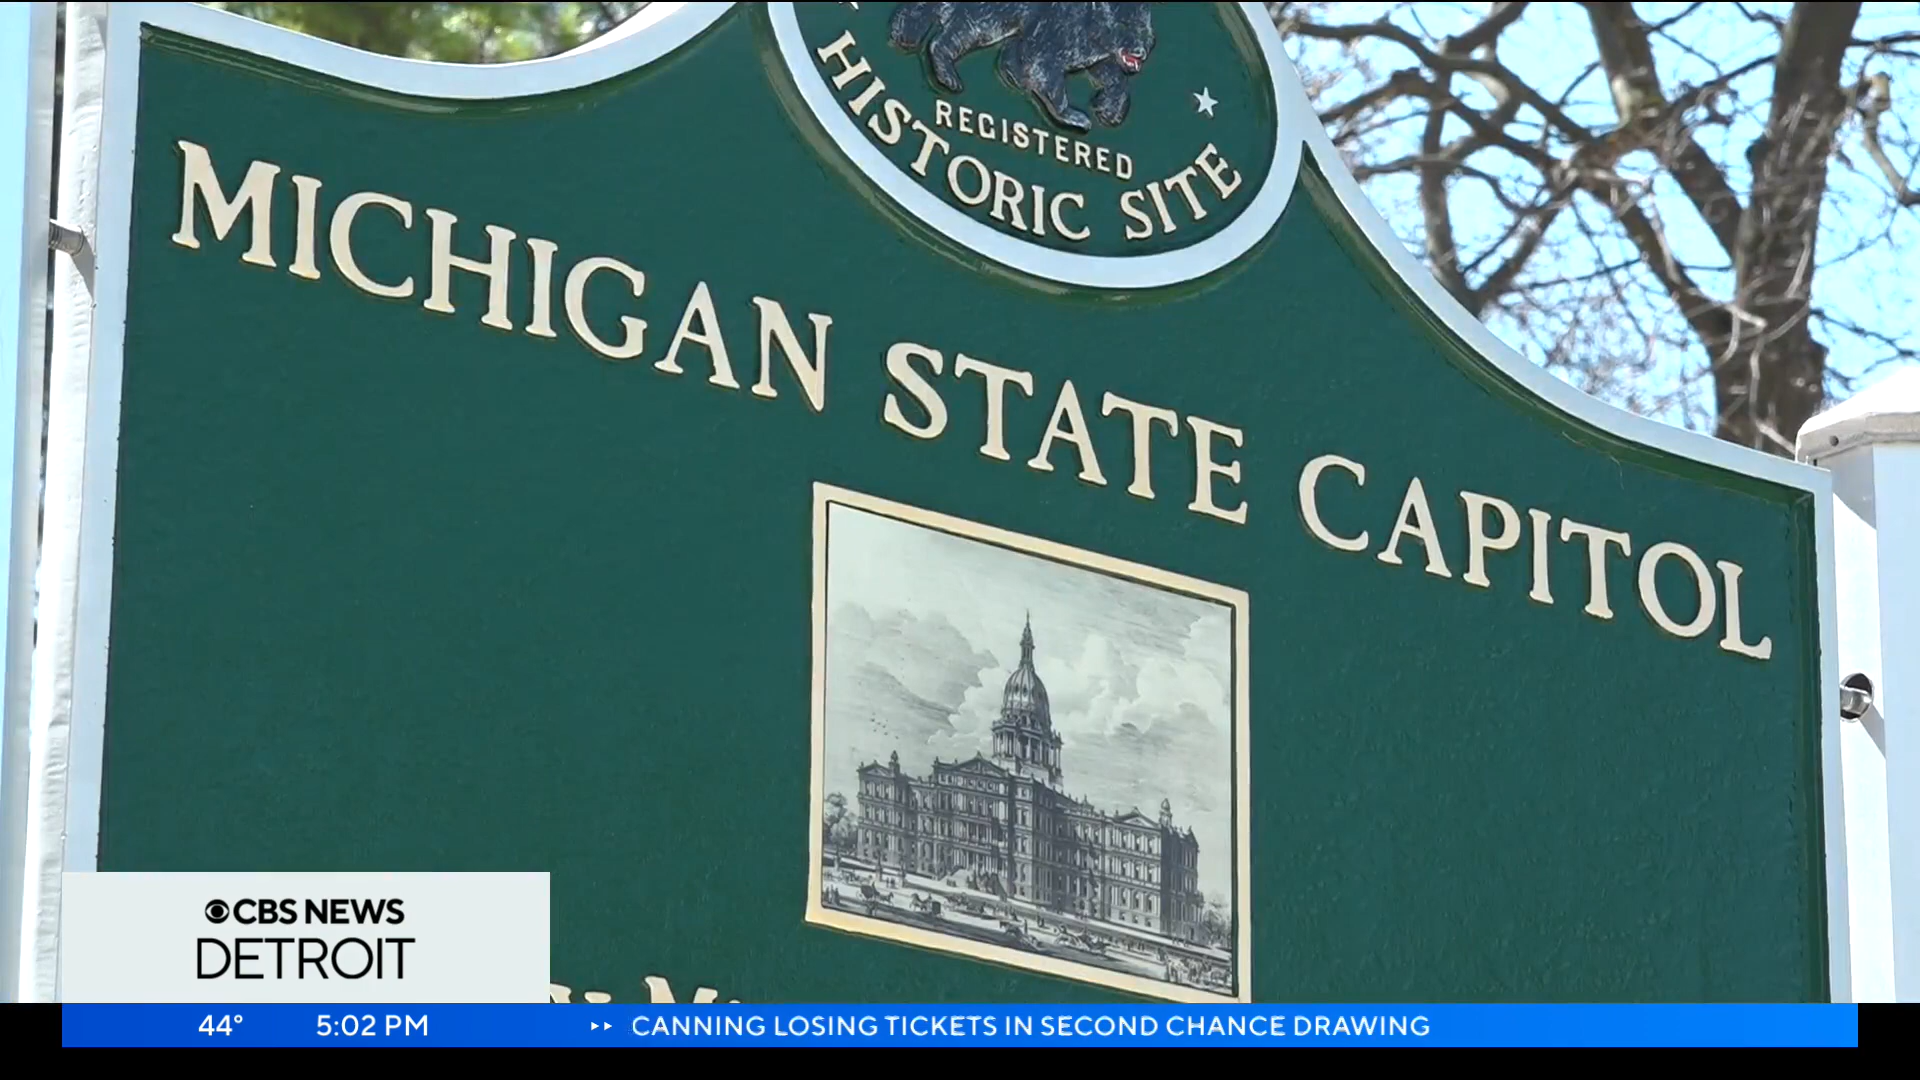 REGISTERED
HISTORIC SITE
MICHIGAN STATE CAPITOL
CBS NEWS
DETROIT
44° 5:02 PM CANNING LOSING TICKETS IN SECOND CHANCE DRAWING